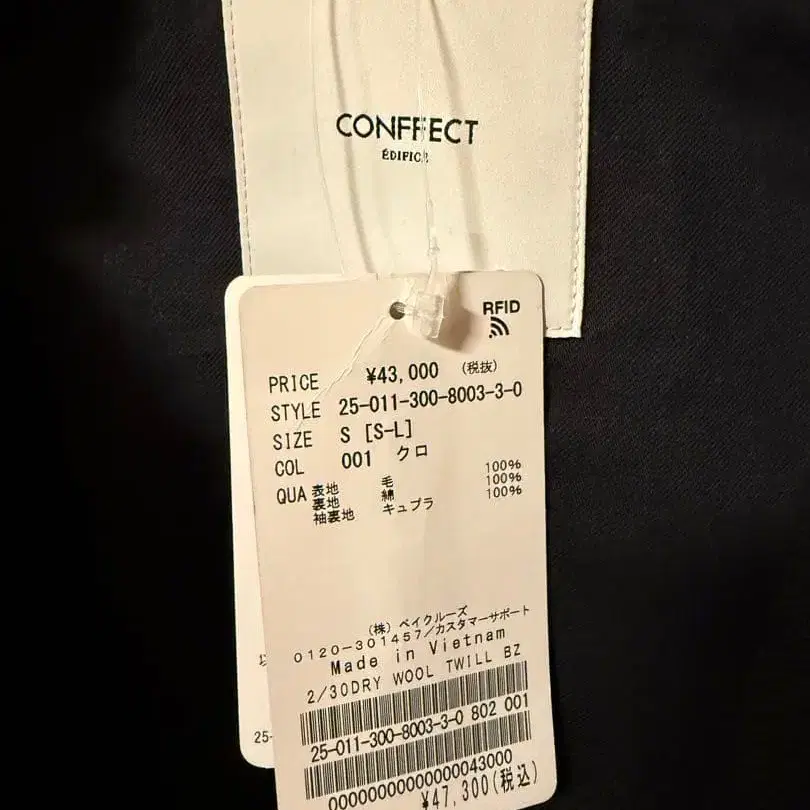 CONFFECT
ÉDIFIC
RFID
PRICE ¥43,000 (税抜)
STYLE 25-011-300-8003-3-0
SIZE S [S-L]
COL 001 クロ
QUA 表地 毛 100%
裏地 綿 100%
袖裏地 キュプラ 100%
(株) ベイクルーズ
0120-301457/カスタマーサポート
Made in Vietnam
2/30DRY WOOL TWILL BZ
25-011-300-8003-3-0 802 001
000000000000000043000
¥47,300(税込)
25-